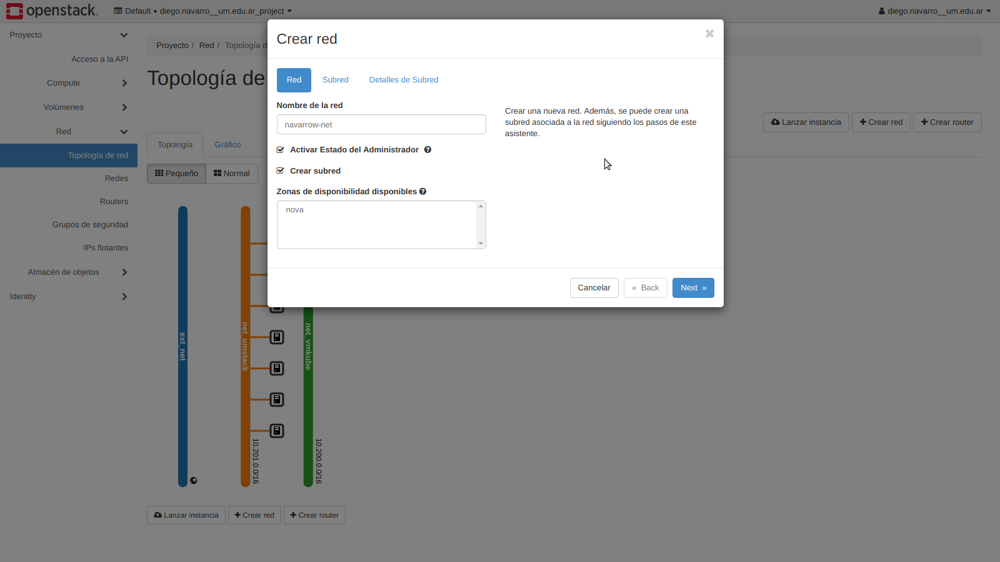 openstack.
Default • diego.navarro__um.edu.ar_project
diego.navarro__um.edu.ar
Proyecto
Acceso a la API
Compute
Volúmenes
Red
Topología de red
Redes
Routers
Grupos de seguridad
IPs flotantes
Almacén de objetos
Identity
Proyecto / Red / Topología d
Topología de
Lanzar instancia
Crear red
Crear router
Topología
Gráfico
Pequeño
Normal
Crear red
Red
Subred
Detalles de Subred
Nombre de la red
navarrow-net
Activar Estado del Administrador
Crear subred
Zonas de disponibilidad disponibles
nova
Crear una nueva red. Además, se puede crear una
subred asociada a la red siguiendo los pasos de este
asistente.
Cancelar
« Back
Next »
ext_net
net_umstack
10.201.0.0/16
net_vmkube
10.200.0.0/16
Lanzar instancia
Crear red
Crear router